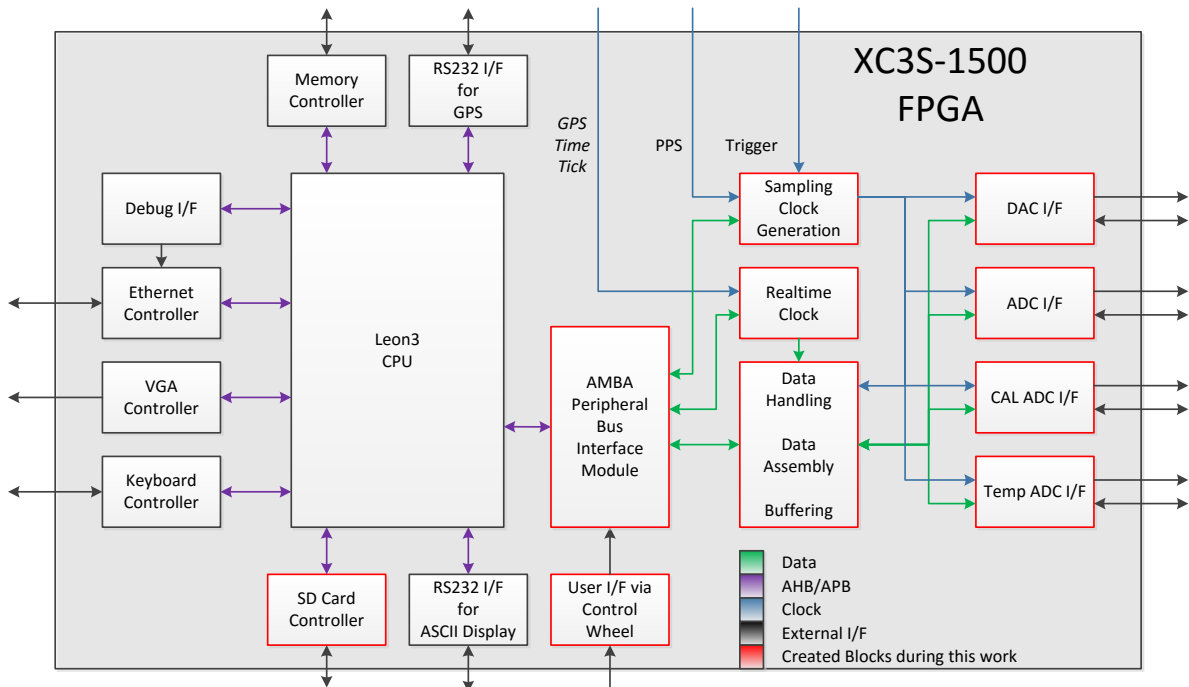 XC3S-1500
FPGA
Memory
Controller
RS232 I/F
for
GPS
GPS
Time
Tick
PPS
Trigger
Debug I/F
Sampling
Clock
Generation
DAC I/F
Ethernet
Controller
Leon3
CPU
Realtime
Clock
ADC I/F
VGA
Controller
AMBA
Peripheral
Bus
Interface
Module
Data
Handling
Data
Assembly
Buffering
CAL ADC I/F
Keyboard
Controller
Temp ADC I/F
SD Card
Controller
RS232 I/F
for
ASCII Display
User I/F via
Control
Wheel
Data
AHB/APB
Clock
External I/F
Created Blocks during this work